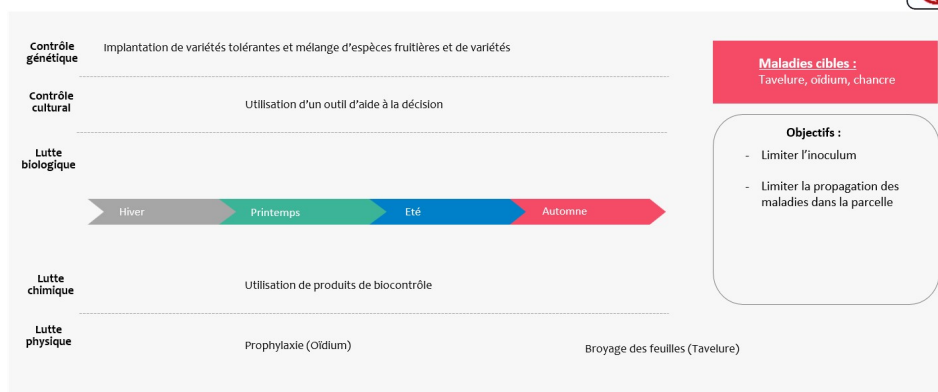 Contrôle génétique
Implantation de variétés tolérantes et mélange d'espèces fruitières et de variétés
Contrôle cultural
Utilisation d'un outil d'aide à la décision
Lutte biologique
Hiver
Printemps
Eté
Automne
Lutte chimique
Utilisation de produits de biocontrôle
Lutte physique
Prophylaxie (Oïdium)
Broyage des feuilles (Tavelure)
Maladies cibles :
Tavelure, oïdium, chancre
Objectifs :
- Limiter l'inoculum
- Limiter la propagation des
maladies dans la parcelle